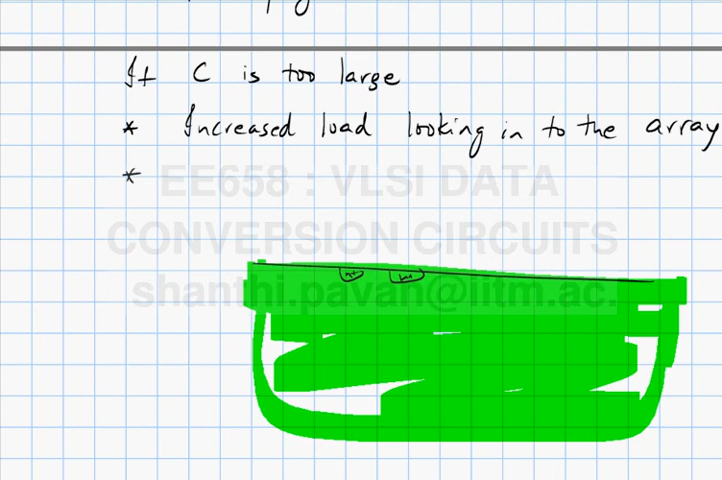 If C is too large
* Increased load looking in to the array
*
EE658 : VLSI DATA
CONVERSION CIRCUITS
shanthi.pavan@iitm.ac.
n+ n+